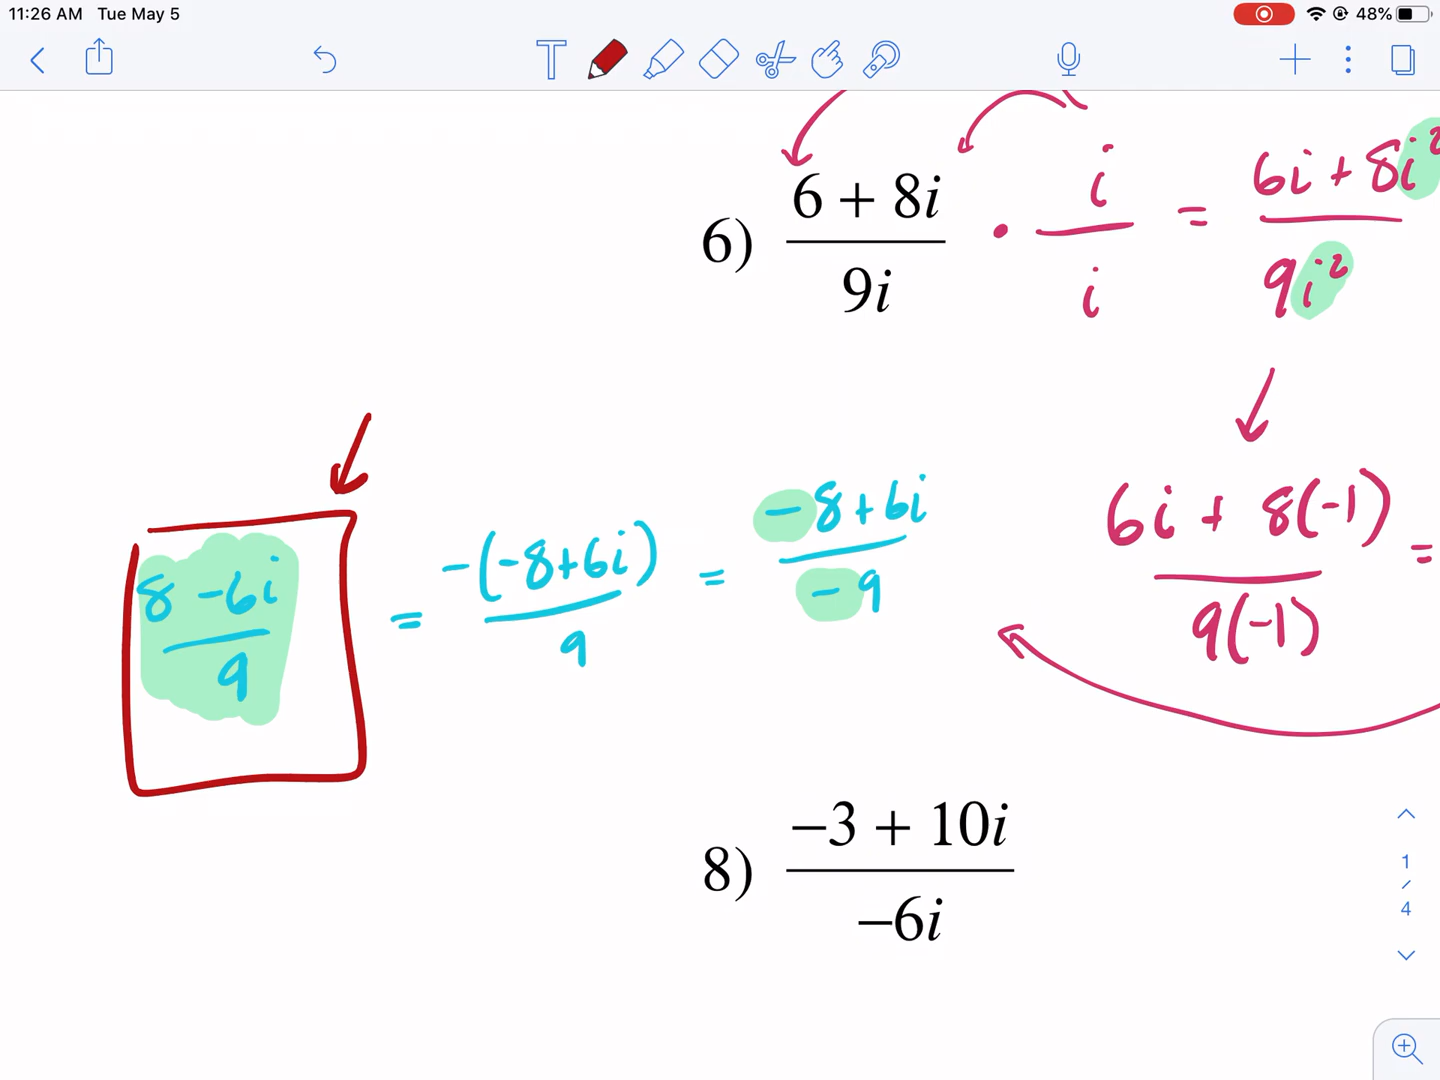 11:26 AM Tue May 5
48%
T
6) (6 + 8i)/(9i) · i/i = (6i + 8i²)/(9i²)
(6i + 8(-1))/(9(-1)) =
(8 - 6i)/9 = -(-8+6i)/9 = (-8+6i)/(-9)
8) (−3 + 10i)/(−6i)
1
/
4